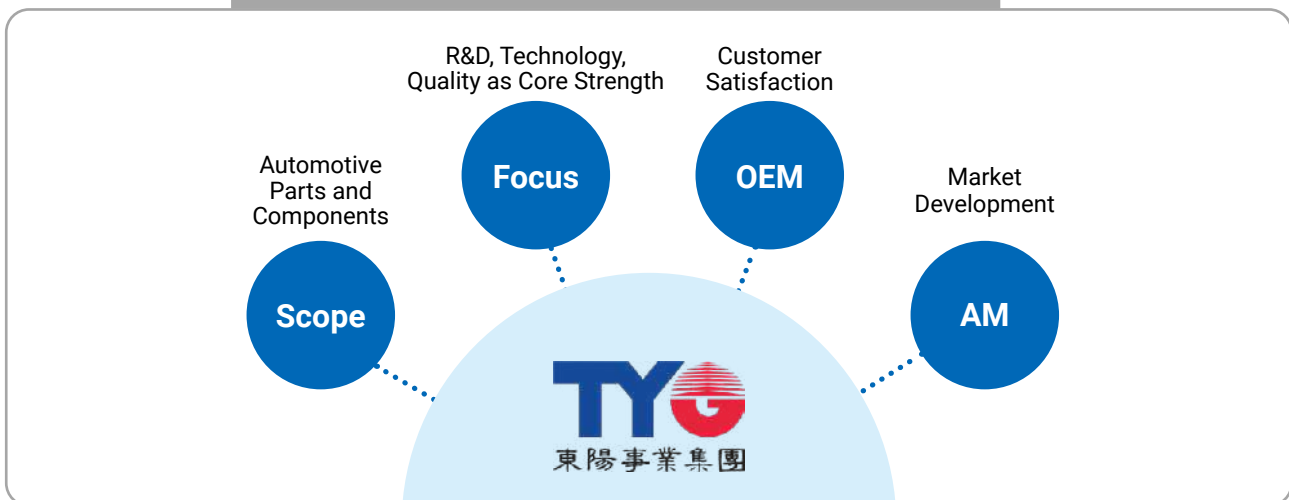 R&D, Technology,
Quality as Core Strength
Customer
Satisfaction
Automotive
Parts and
Components
Focus
OEM
Market
Development
Scope
AM
TYG
東陽事業集團